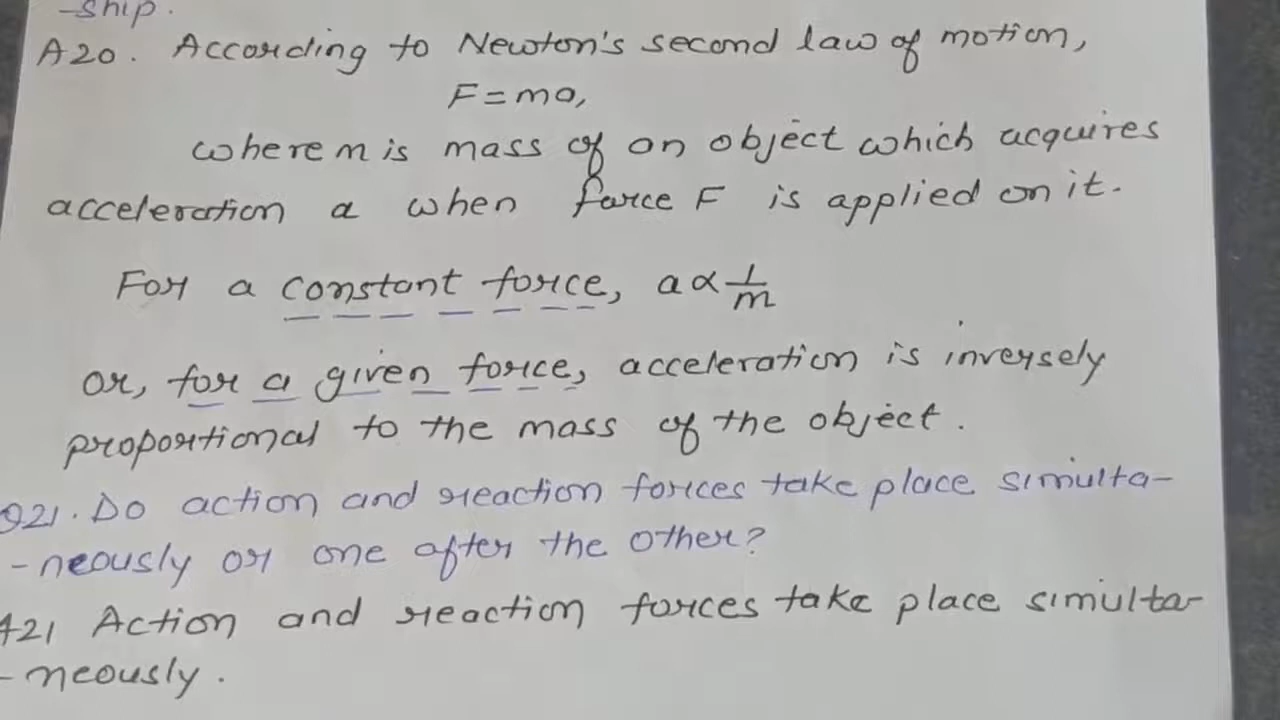 -ship.
A20. According to Newton's second law of motion,
F = ma,
where m is mass of an object which acquires
acceleration a when force F is applied on it.
For a constant force, a ∝ 1/m
or, for a given force, acceleration is inversely
proportional to the mass of the object.
Q21. Do action and reaction forces take place simulta-
-neously or one after the other?
A21 Action and reaction forces take place simulta-
-neously.